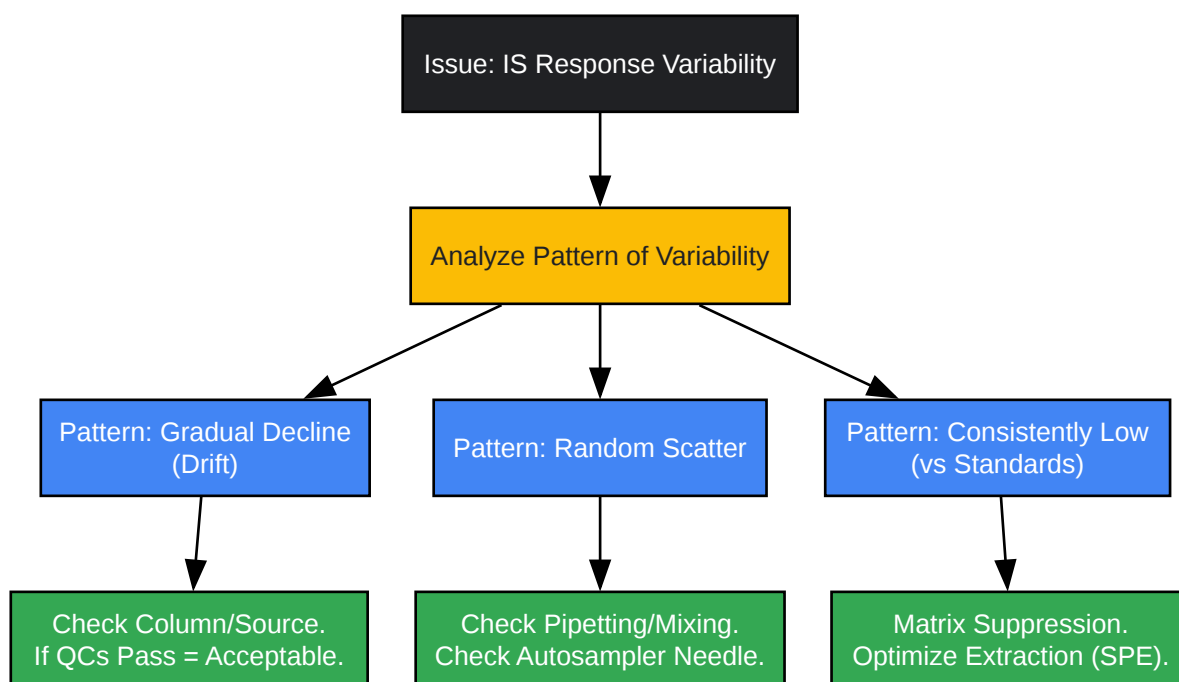 Issue: IS Response Variability
Analyze Pattern of Variability
Pattern: Gradual Decline
(Drift)
Pattern: Random Scatter
Pattern: Consistently Low
(vs Standards)
Check Column/Source.
If QCs Pass = Acceptable.
Check Pipetting/Mixing.
Check Autosampler Needle.
Matrix Suppression.
Optimize Extraction (SPE).